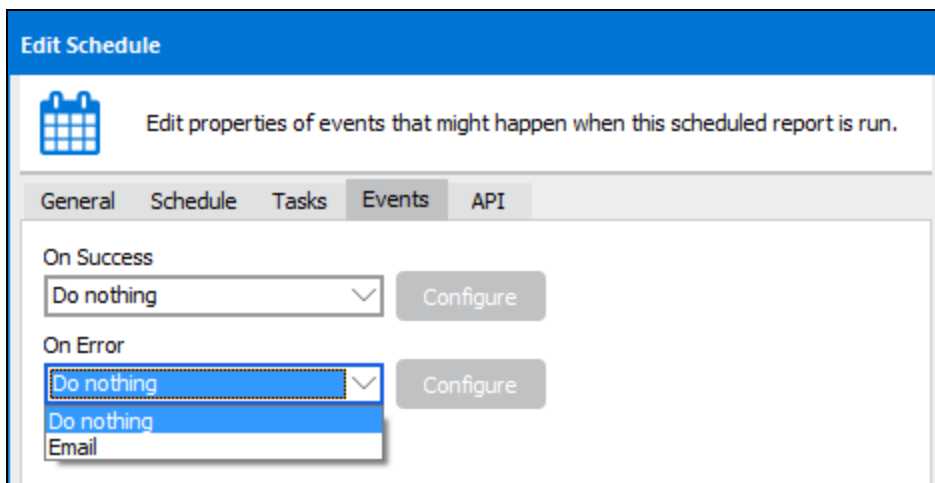 Edit Schedule
Edit properties of events that might happen when this scheduled report is run.
General Schedule Tasks Events API
On Success
Do nothing Configure
On Error
Do nothing Configure
Do nothing
Email